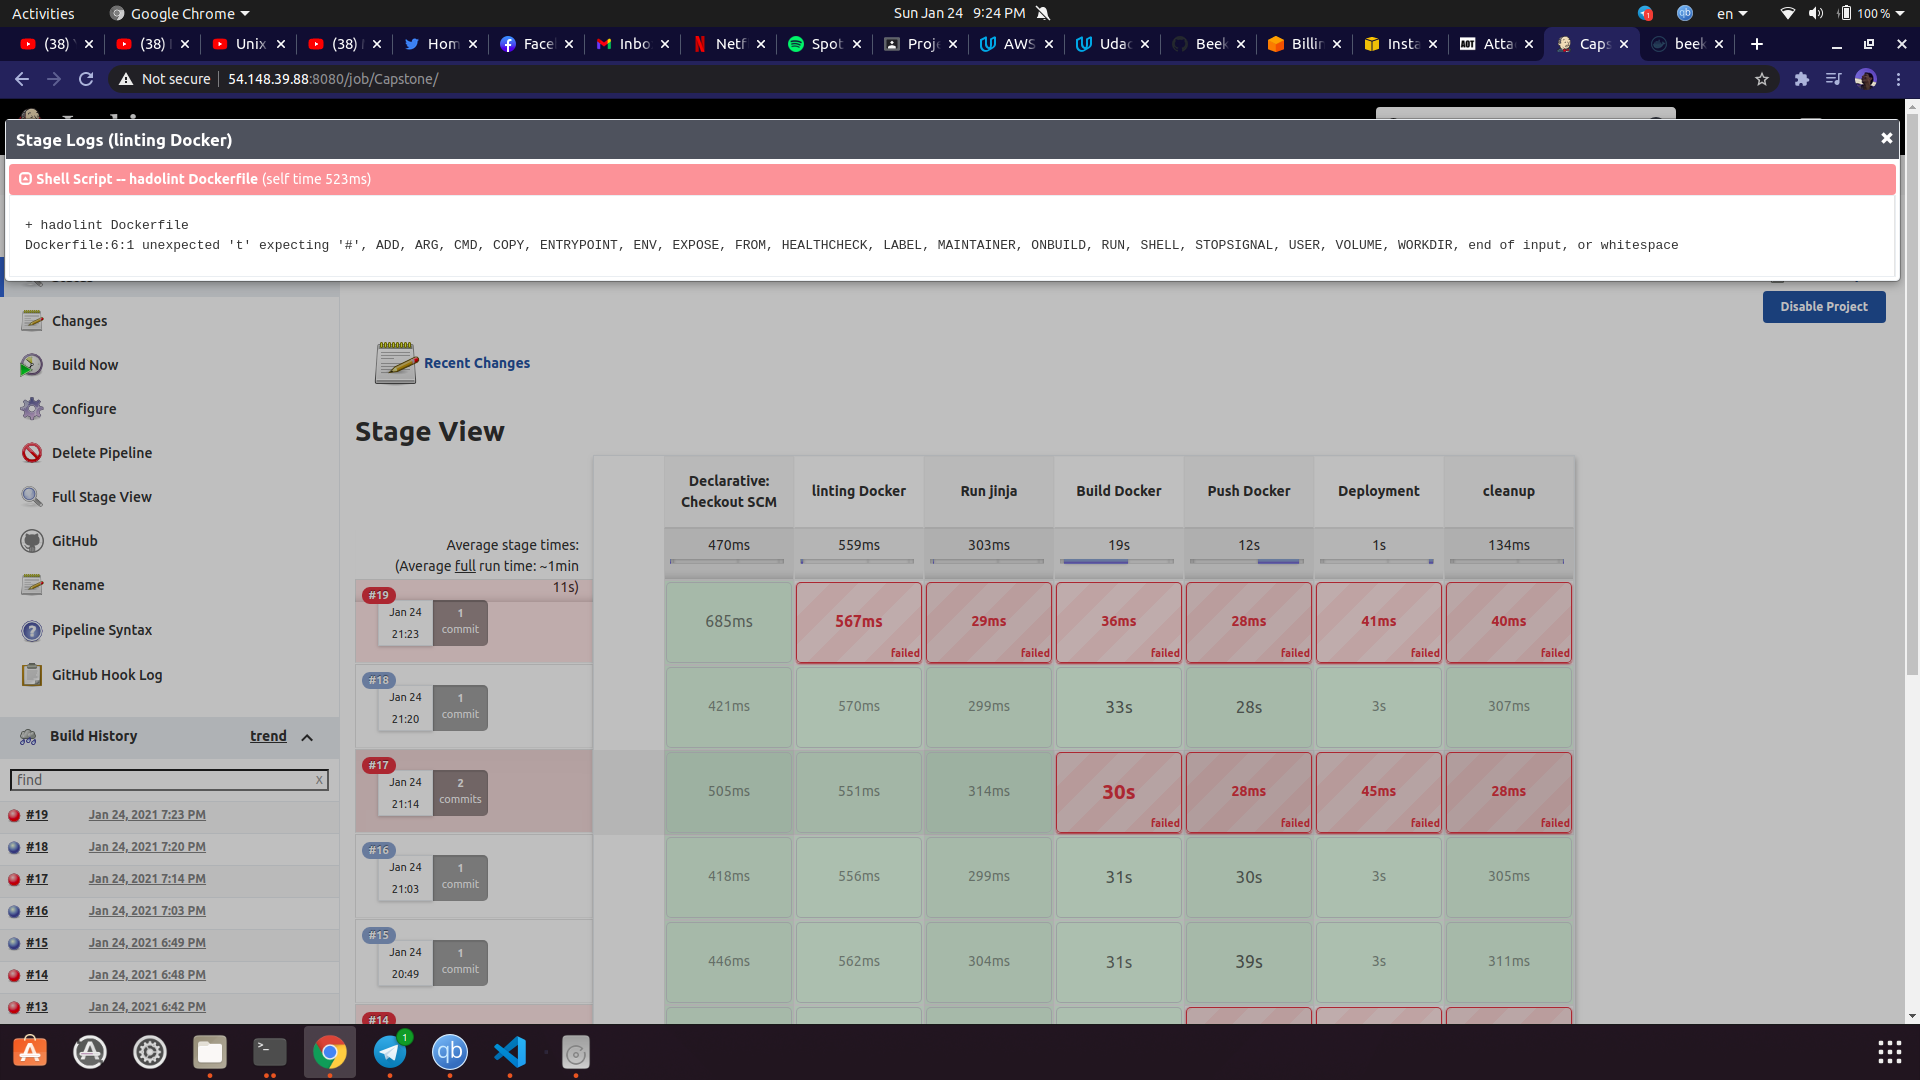 Activities
Google Chrome
Sun Jan 24 9:24 PM
en
100 %
(38) Y
(38) I
Unix
(38) I
Hom
Face
Inbo
Netf
Spot
Proje
AWS
Udac
Beek
Billin
Insta
Atta
Caps
beek
Not secure
54.148.39.88:8080/job/Capstone/
Stage Logs (linting Docker)
Shell Script -- hadolint Dockerfile (self time 523ms)
+ hadolint Dockerfile
Dockerfile:6:1 unexpected 't' expecting '#', ADD, ARG, CMD, COPY, ENTRYPOINT, ENV, EXPOSE, FROM, HEALTHCHECK, LABEL, MAINTAINER, ONBUILD, RUN, SHELL, STOPSIGNAL, USER, VOLUME, WORKDIR, end of input, or whitespace
Disable Project
Changes
Build Now
Configure
Delete Pipeline
Full Stage View
GitHub
Rename
Pipeline Syntax
GitHub Hook Log
Build History
trend
find
x
#19 Jan 24, 2021 7:23 PM
#18 Jan 24, 2021 7:20 PM
#17 Jan 24, 2021 7:14 PM
#16 Jan 24, 2021 7:03 PM
#15 Jan 24, 2021 6:49 PM
#14 Jan 24, 2021 6:48 PM
#13 Jan 24, 2021 6:42 PM
Recent Changes
Stage View
Declarative: Checkout SCM
linting Docker
Run jinja
Build Docker
Push Docker
Deployment
cleanup
Average stage times:
(Average full run time: ~1min
11s)
470ms 559ms 303ms 19s 12s 1s 134ms
#19
Jan 24
21:23
1
commit
685ms 567ms 29ms 36ms 28ms 41ms 40ms
failed failed failed failed failed failed
#18
Jan 24
21:20
1
commit
421ms 570ms 299ms 33s 28s 3s 307ms
#17
Jan 24
21:14
2
commits
505ms 551ms 314ms 30s 28ms 45ms 28ms
failed failed failed failed
#16
Jan 24
21:03
1
commit
418ms 556ms 299ms 31s 30s 3s 305ms
#15
Jan 24
20:49
1
commit
446ms 562ms 304ms 31s 39s 3s 311ms
#14
1
qb